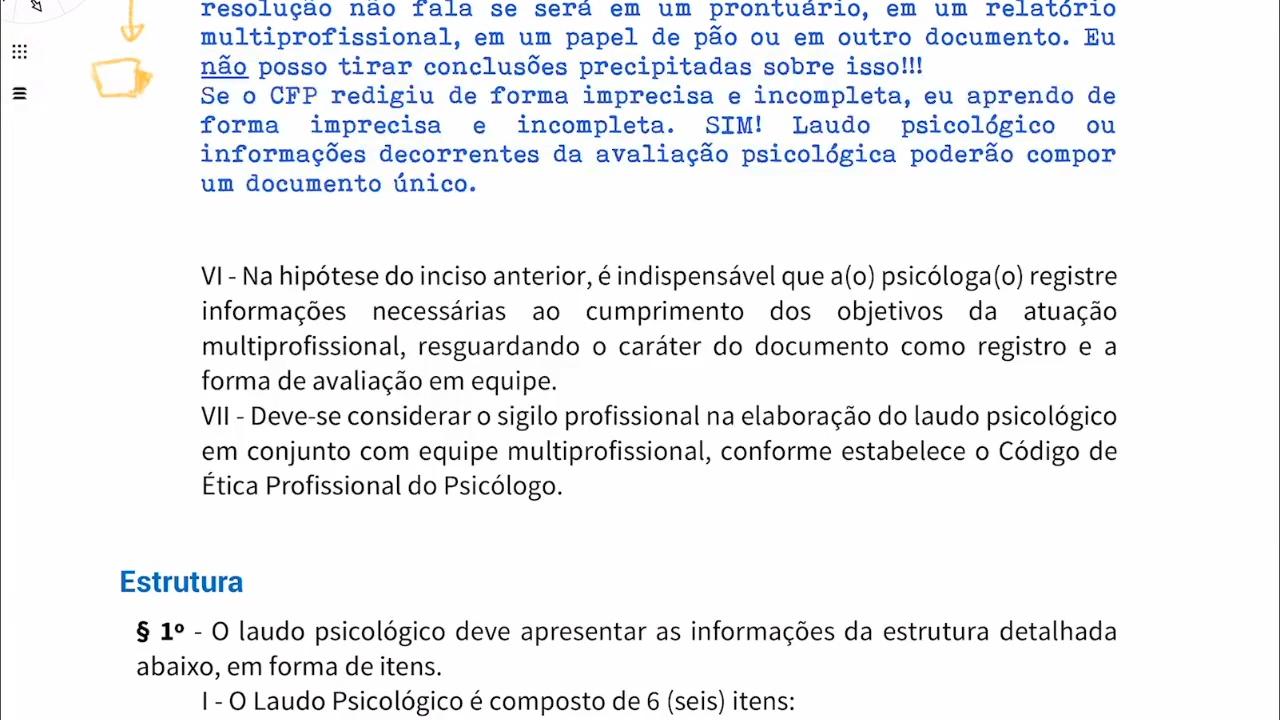 resolução não fala se será em um prontuário, em um relatório
multiprofissional, em um papel de pão ou em outro documento. Eu
não posso tirar conclusões precipitadas sobre isso!!!
Se o CFP redigiu de forma imprecisa e incompleta, eu aprendo de
forma imprecisa e incompleta. SIM! Laudo psicológico ou
informações decorrentes da avaliação psicológica poderão compor
um documento único.
VI - Na hipótese do inciso anterior, é indispensável que a(o) psicóloga(o) registre
informações necessárias ao cumprimento dos objetivos da atuação
multiprofissional, resguardando o caráter do documento como registro e a
forma de avaliação em equipe.
VII - Deve-se considerar o sigilo profissional na elaboração do laudo psicológico
em conjunto com equipe multiprofissional, conforme estabelece o Código de
Ética Profissional do Psicólogo.
Estrutura
§ 1º - O laudo psicológico deve apresentar as informações da estrutura detalhada
abaixo, em forma de itens.
I - O Laudo Psicológico é composto de 6 (seis) itens: